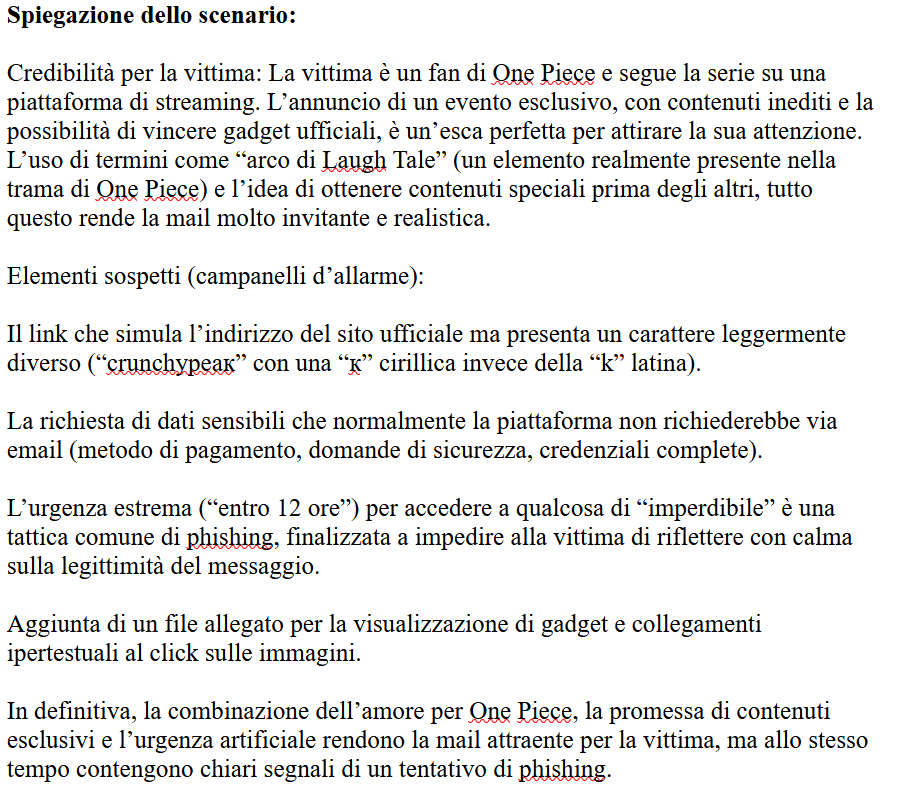 Spiegazione dello scenario:
Credibilità per la vittima: La vittima è un fan di One Piece e segue la serie su una
piattaforma di streaming. L’annuncio di un evento esclusivo, con contenuti inediti e la
possibilità di vincere gadget ufficiali, è un’esca perfetta per attirare la sua attenzione.
L’uso di termini come “arco di Laugh Tale” (un elemento realmente presente nella
trama di One Piece) e l’idea di ottenere contenuti speciali prima degli altri, tutto
questo rende la mail molto invitante e realistica.
Elementi sospetti (campanelli d’allarme):
Il link che simula l’indirizzo del sito ufficiale ma presenta un carattere leggermente
diverso (“crunchypeaк” con una “к” cirillica invece della “k” latina).
La richiesta di dati sensibili che normalmente la piattaforma non richiederebbe via
email (metodo di pagamento, domande di sicurezza, credenziali complete).
L’urgenza estrema (“entro 12 ore”) per accedere a qualcosa di “imperdibile” è una
tattica comune di phishing, finalizzata a impedire alla vittima di riflettere con calma
sulla legittimità del messaggio.
Aggiunta di un file allegato per la visualizzazione di gadget e collegamenti
ipertestuali al click sulle immagini.
In definitiva, la combinazione dell’amore per One Piece, la promessa di contenuti
esclusivi e l’urgenza artificiale rendono la mail attraente per la vittima, ma allo stesso
tempo contengono chiari segnali di un tentativo di phishing.